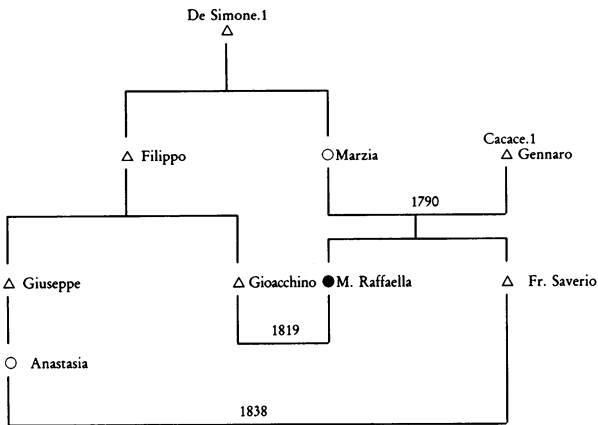 De Simone.1
Filippo
Marzia
Cacace.1
Gennaro
1790
Giuseppe
Gioacchino
M. Raffaella
Fr. Saverio
1819
Anastasia
1838